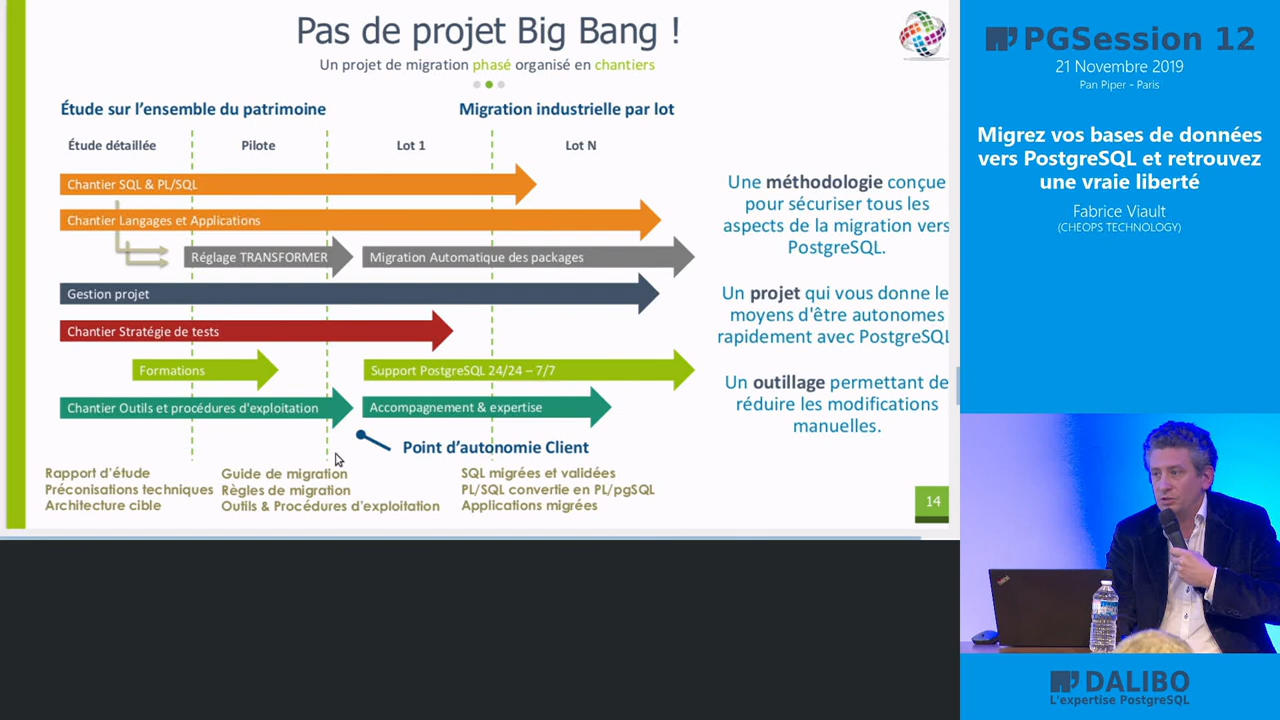 Pas de projet Big Bang !
Un projet de migration phasé organisé en chantiers
Étude sur l'ensemble du patrimoine
Migration industrielle par lot
Étude détaillée
Pilote
Lot 1
Lot N
Chantier SQL & PL/SQL
Chantier Langages et Applications
Réglage TRANSFORMER
Migration Automatique des packages
Gestion projet
Chantier Stratégie de tests
Formations
Support PostgreSQL 24/24 – 7/7
Chantier Outils et procédures d'exploitation
Accompagnement & expertise
Point d'autonomie Client
Rapport d'étude
Préconisations techniques
Architecture cible
Guide de migration
Règles de migration
Outils & Procédures d'exploitation
SQL migrées et validées
PL/SQL convertie en PL/pgSQL
Applications migrées
Une méthodologie conçue
pour sécuriser tous les
aspects de la migration vers
PostgreSQL.
Un projet qui vous donne le
moyens d'être autonomes
rapidement avec PostgreSQL
Un outillage permettant de
réduire les modifications
manuelles.
14
PGSession 12
21 Novembre 2019
Pan Piper - Paris
Migrez vos bases de données
vers PostgreSQL et retrouvez
une vraie liberté
Fabrice Viault
(CHEOPS TECHNOLOGY)
DALIBO
L'expertise PostgreSQL